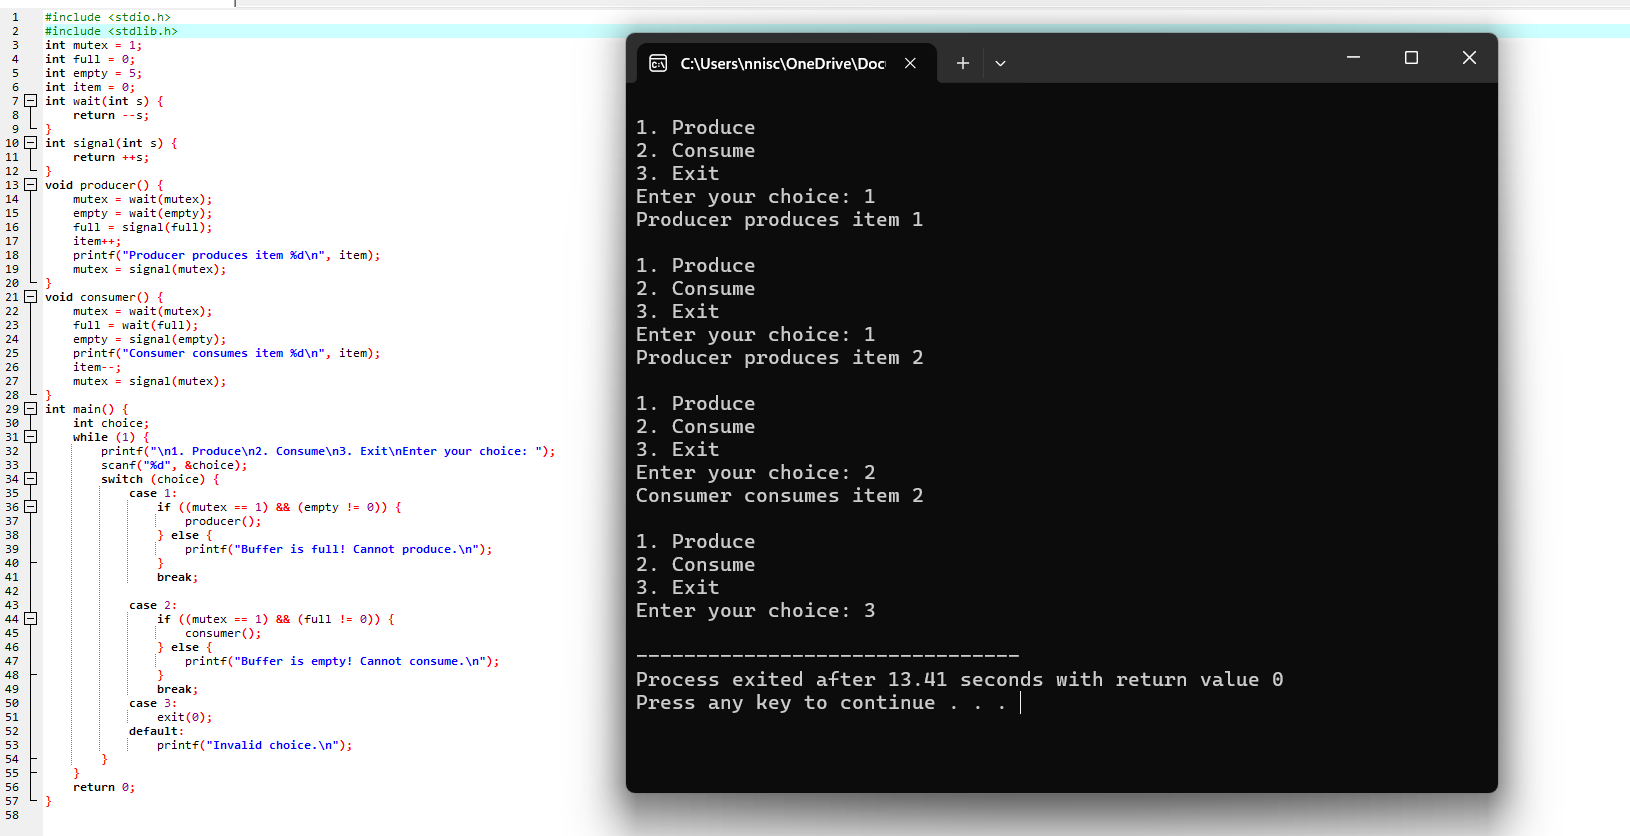 1 #include <stdio.h>
2 #include <stdlib.h>
3 int mutex = 1;
4 int full = 0;
5 int empty = 5;
6 int item = 0;
7 int wait(int s) {
8     return --s;
9 }
10 int signal(int s) {
11     return ++s;
12 }
13 void producer() {
14     mutex = wait(mutex);
15     empty = wait(empty);
16     full = signal(full);
17     item++;
18     printf("Producer produces item %d\n", item);
19     mutex = signal(mutex);
20 }
21 void consumer() {
22     mutex = wait(mutex);
23     full = wait(full);
24     empty = signal(empty);
25     printf("Consumer consumes item %d\n", item);
26     item--;
27     mutex = signal(mutex);
28 }
29 int main() {
30     int choice;
31     while (1) {
32         printf("\n1. Produce\n2. Consume\n3. Exit\nEnter your choice: ");
33         scanf("%d", &choice);
34         switch (choice) {
35             case 1:
36                 if ((mutex == 1) && (empty != 0)) {
37                     producer();
38                 } else {
39                     printf("Buffer is full! Cannot produce.\n");
40                 }
41                 break;
42
43             case 2:
44                 if ((mutex == 1) && (full != 0)) {
45                     consumer();
46                 } else {
47                     printf("Buffer is empty! Cannot consume.\n");
48                 }
49                 break;
50             case 3:
51                 exit(0);
52             default:
53                 printf("Invalid choice.\n");
54         }
55     }
56     return 0;
57 }
58
C:\Users\nnisc\OneDrive\Doc
1. Produce
2. Consume
3. Exit
Enter your choice: 1
Producer produces item 1
1. Produce
2. Consume
3. Exit
Enter your choice: 1
Producer produces item 2
1. Produce
2. Consume
3. Exit
Enter your choice: 2
Consumer consumes item 2
1. Produce
2. Consume
3. Exit
Enter your choice: 3
--------------------------------
Process exited after 13.41 seconds with return value 0
Press any key to continue . . .